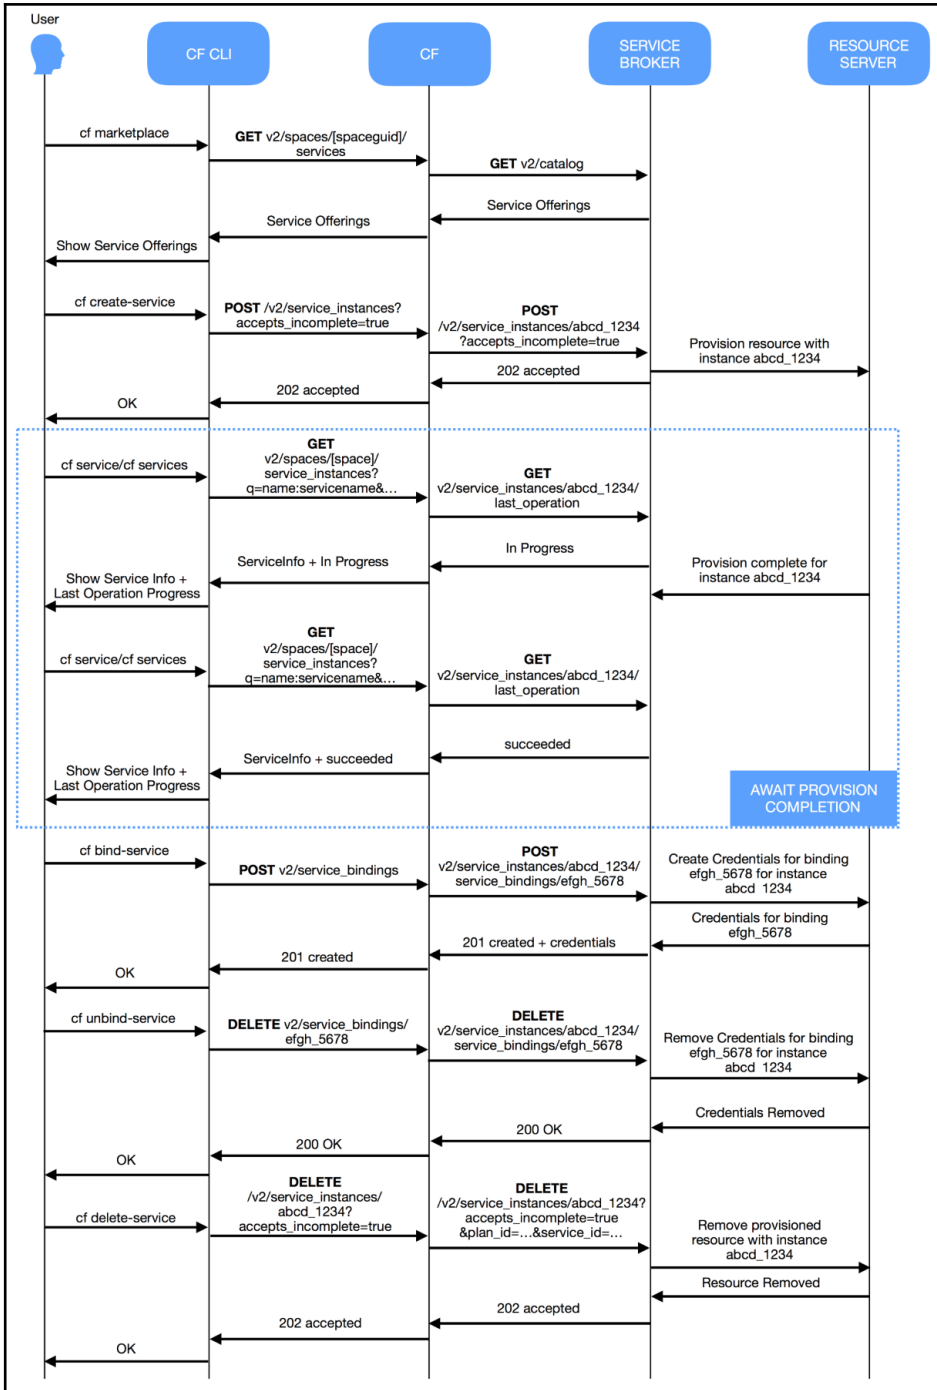 User
CF CLI
CF
SERVICE
BROKER
RESOURCE
SERVER
cf marketplace
GET v2/spaces/[spaceguid]/
services
GET v2/catalog
Service Offerings
Service Offerings
Show Service Offerings
cf create-service
POST /v2/service_instances?
accepts_incomplete=true
POST
/v2/service_instances/abcd_1234
?accepts_incomplete=true
Provision resource with
instance abcd_1234
202 accepted
202 accepted
OK
cf service/cf services
GET
v2/spaces/[space]/
service_instances?
q=name:servicename&...
GET
v2/service_instances/abcd_1234/
last_operation
In Progress
ServiceInfo + In Progress
Provision complete for
instance abcd_1234
Show Service Info +
Last Operation Progress
cf service/cf services
GET
v2/spaces/[space]/
service_instances?
q=name:servicename&...
GET
v2/service_instances/abcd_1234/
last_operation
succeeded
ServiceInfo + succeeded
Show Service Info +
Last Operation Progress
AWAIT PROVISION
COMPLETION
cf bind-service
POST v2/service_bindings
POST
v2/service_instances/abcd_1234/
service_bindings/efgh_5678
Create Credentials for binding
efgh_5678 for instance
abcd_1234
Credentials for binding
efgh_5678
201 created + credentials
201 created
OK
cf unbind-service
DELETE v2/service_bindings/
efgh_5678
DELETE
v2/service_instances/abcd_1234/
service_bindings/efgh_5678
Remove Credentials for binding
efgh_5678 for instance
abcd_1234
Credentials Removed
200 OK
200 OK
OK
cf delete-service
DELETE
/v2/service_instances/
abcd_1234?
accepts_incomplete=true
DELETE
/v2/service_instances/abcd_1234?
accepts_incomplete=true
&plan_id=...&service_id=...
Remove provisioned
resource with instance
abcd_1234
Resource Removed
202 accepted
202 accepted
OK